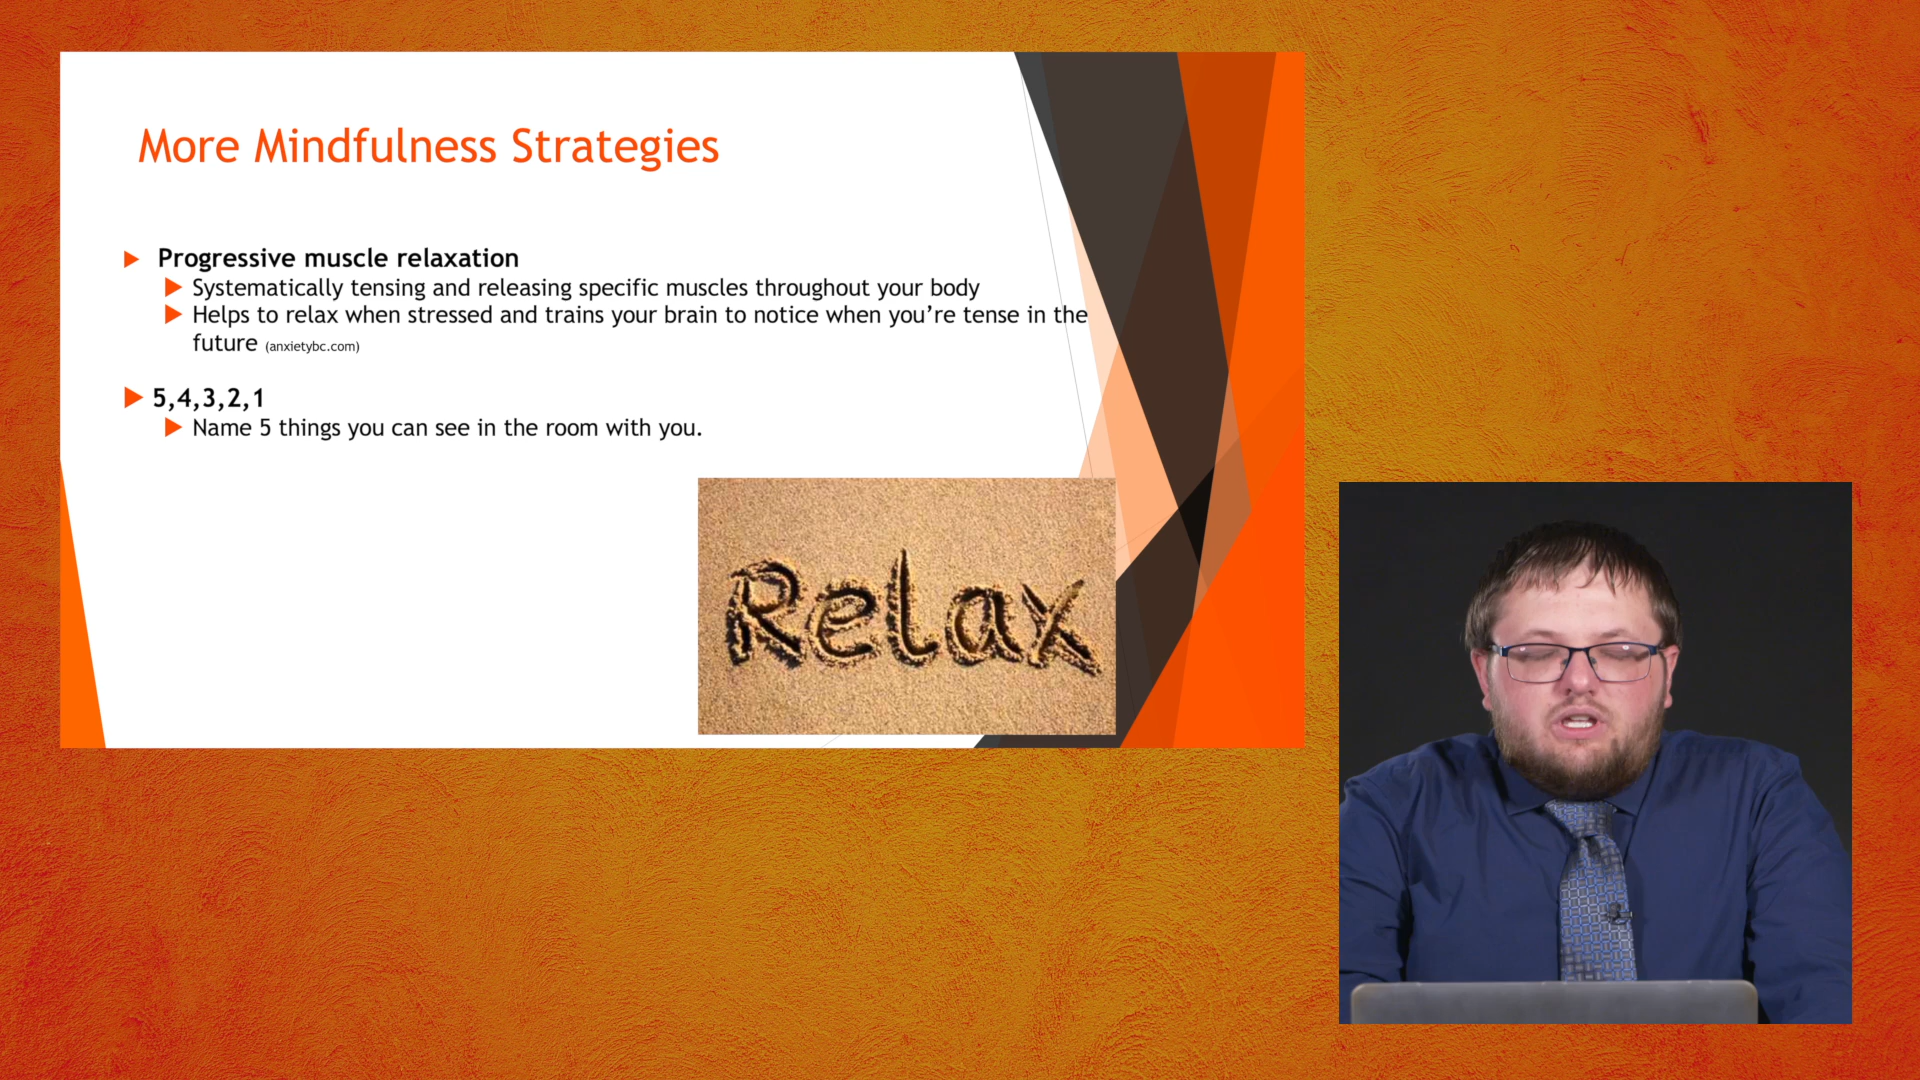 More Mindfulness Strategies
Progressive muscle relaxation
Systematically tensing and releasing specific muscles throughout your body
Helps to relax when stressed and trains your brain to notice when you’re tense in the
future (anxietybc.com)
5,4,3,2,1
Name 5 things you can see in the room with you.
Relax